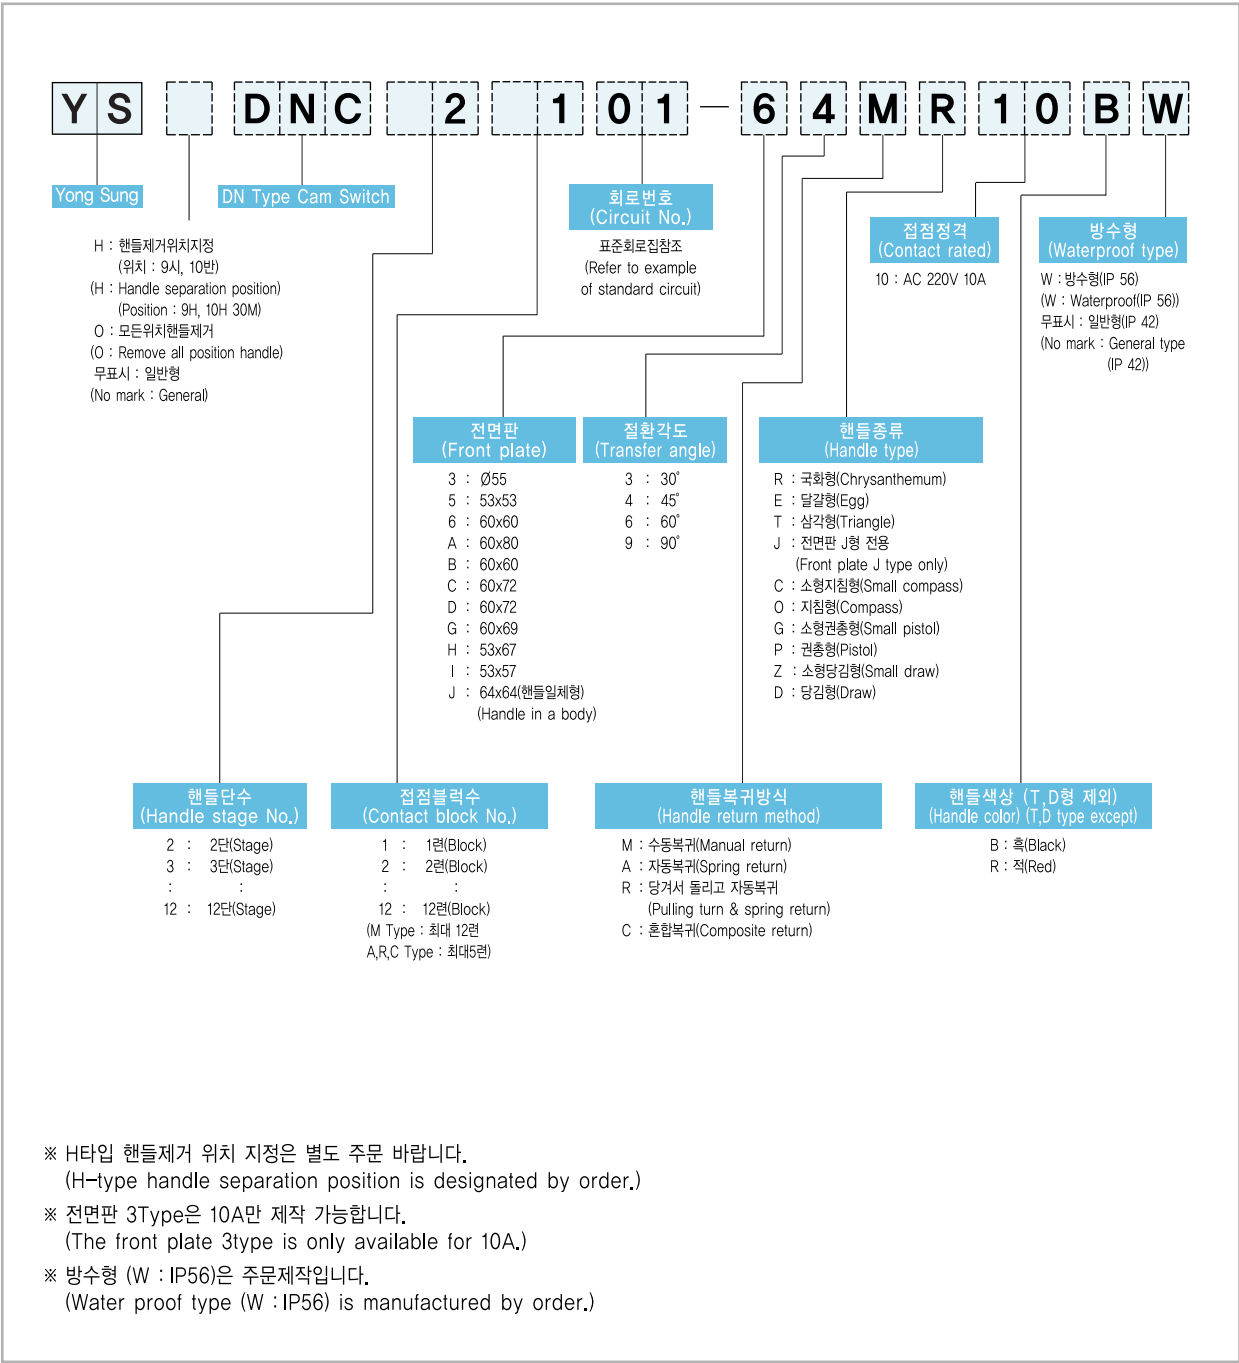 YS DNC 2 101 – 64MR10BW
Yong Sung
DN Type Cam Switch
회로번호
(Circuit No.)
표준회로집참조
(Refer to example
of standard circuit)
접점정격
(Contact rated)
10 : AC 220V 10A
방수형
(Waterproof type)
W : 방수형(IP 56)
(W : Waterproof(IP 56))
무표시 : 일반형(IP 42)
(No mark : General type
(IP 42))
H : 핸들제거위치지정
(위치 : 9시, 10반)
(H : Handle separation position)
(Position : 9H, 10H 30M)
O : 모든위치핸들제거
(O : Remove all position handle)
무표시 : 일반형
(No mark : General)
전면판
(Front plate)
3 : Ø55
5 : 53x53
6 : 60x60
A : 60x80
B : 60x60
C : 60x72
D : 60x72
G : 60x69
H : 53x67
I : 53x57
J : 64x64(핸들일체형)
(Handle in a body)
절환각도
(Transfer angle)
3 : 30°
4 : 45°
6 : 60°
9 : 90°
핸들종류
(Handle type)
R : 국화형(Chrysanthemum)
E : 달걀형(Egg)
T : 삼각형(Triangle)
J : 전면판 J형 전용
(Front plate J type only)
C : 소형지침형(Small compass)
O : 지침형(Compass)
G : 소형권총형(Small pistol)
P : 권총형(Pistol)
Z : 소형당김형(Small draw)
D : 당김형(Draw)
핸들단수
(Handle stage No.)
2 : 2단(Stage)
3 : 3단(Stage)
: :
12 : 12단(Stage)
접점블럭수
(Contact block No.)
1 : 1련(Block)
2 : 2련(Block)
: :
12 : 12련(Block)
(M Type : 최대 12련
A,R,C Type : 최대5련)
핸들복귀방식
(Handle return method)
M : 수동복귀(Manual return)
A : 자동복귀(Spring return)
R : 당겨서 돌리고 자동복귀
(Pulling turn & spring return)
C : 혼합복귀(Composite return)
핸들색상 (T,D형 제외)
(Handle color) (T,D type except)
B : 흑(Black)
R : 적(Red)
※ H타입 핸들제거 위치 지정은 별도 주문 바랍니다.
(H-type handle separation position is designated by order.)
※ 전면판 3Type은 10A만 제작 가능합니다.
(The front plate 3type is only available for 10A.)
※ 방수형 (W : IP56)은 주문제작입니다.
(Water proof type (W : IP56) is manufactured by order.)